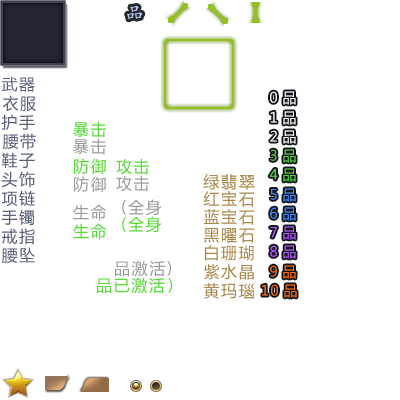 品
武器
衣服
护手
腰带
鞋子
头饰
项链
手镯
戒指
腰坠
暴击
暴击
防御 攻击
防御 攻击
生命 （全身
生命 （全身
品激活）
品已激活）
绿翡翠
红宝石
蓝宝石
黑曜石
白珊瑚
紫水晶
黄玛瑙
0品
1品
2品
3品
4品
5品
6品
7品
8品
9品
10品